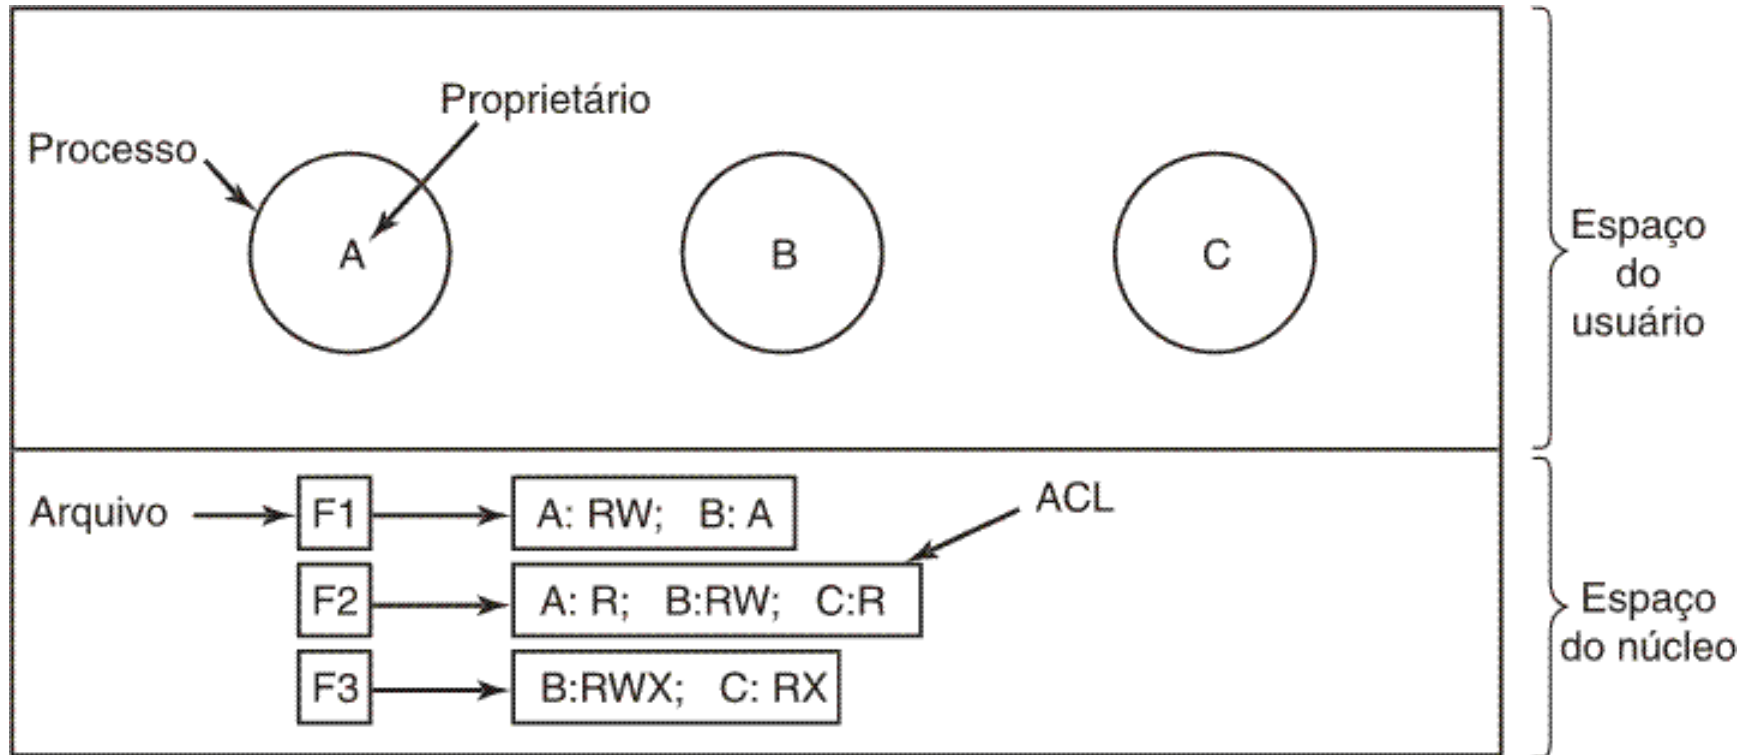 Proprietário
Processo
A
B
C
Espaço
do
usuário
Arquivo
F1
A: RW; B: A
ACL
F2
A: R; B:RW; C:R
F3
B:RWX; C: RX
Espaço
do núcleo